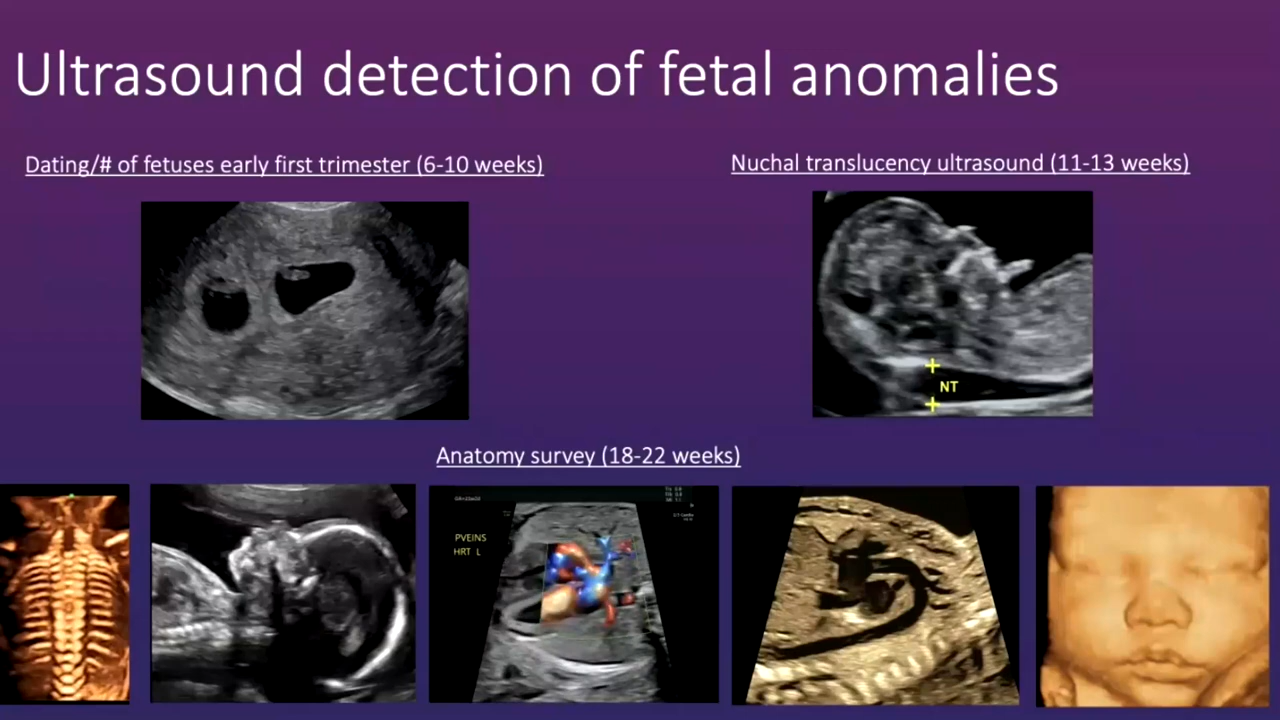 Ultrasound detection of fetal anomalies
Dating/# of fetuses early first trimester (6-10 weeks)
Nuchal translucency ultrasound (11-13 weeks)
NT
Anatomy survey (18-22 weeks)
PVEINS
HRT L